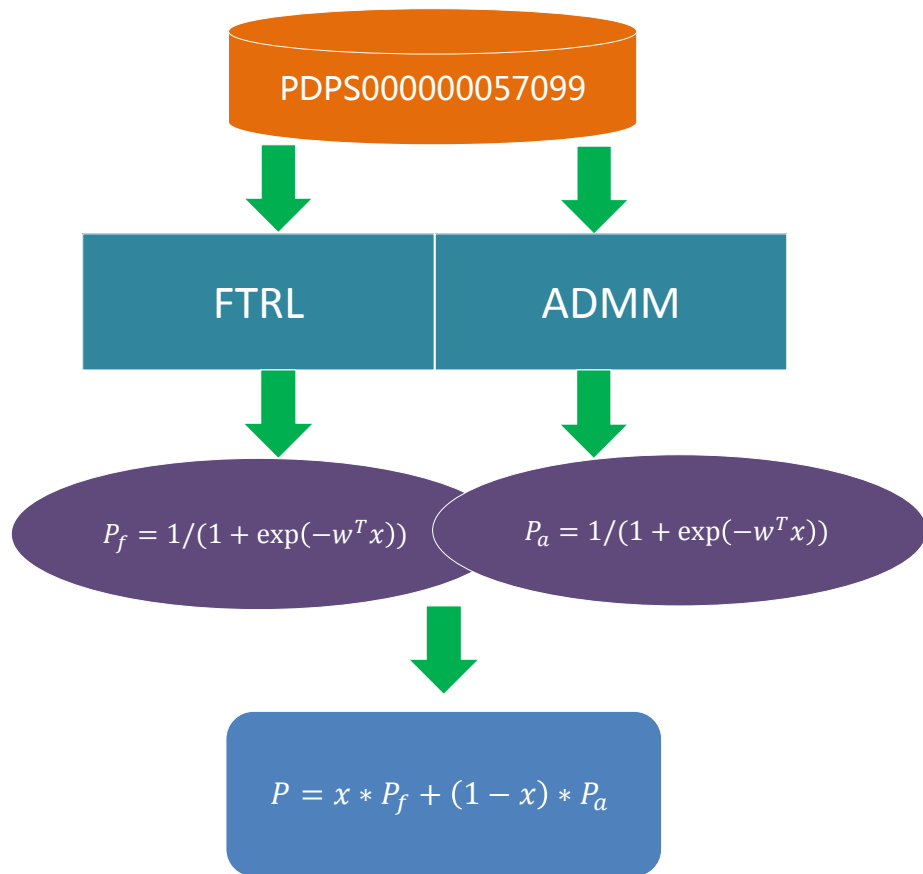 PDPS000000057099
FTRL
ADMM
P_f = 1/(1 + exp(−w^T x))
P_a = 1/(1 + exp(−w^T x))
P = x ∗ P_f + (1 − x) ∗ P_a